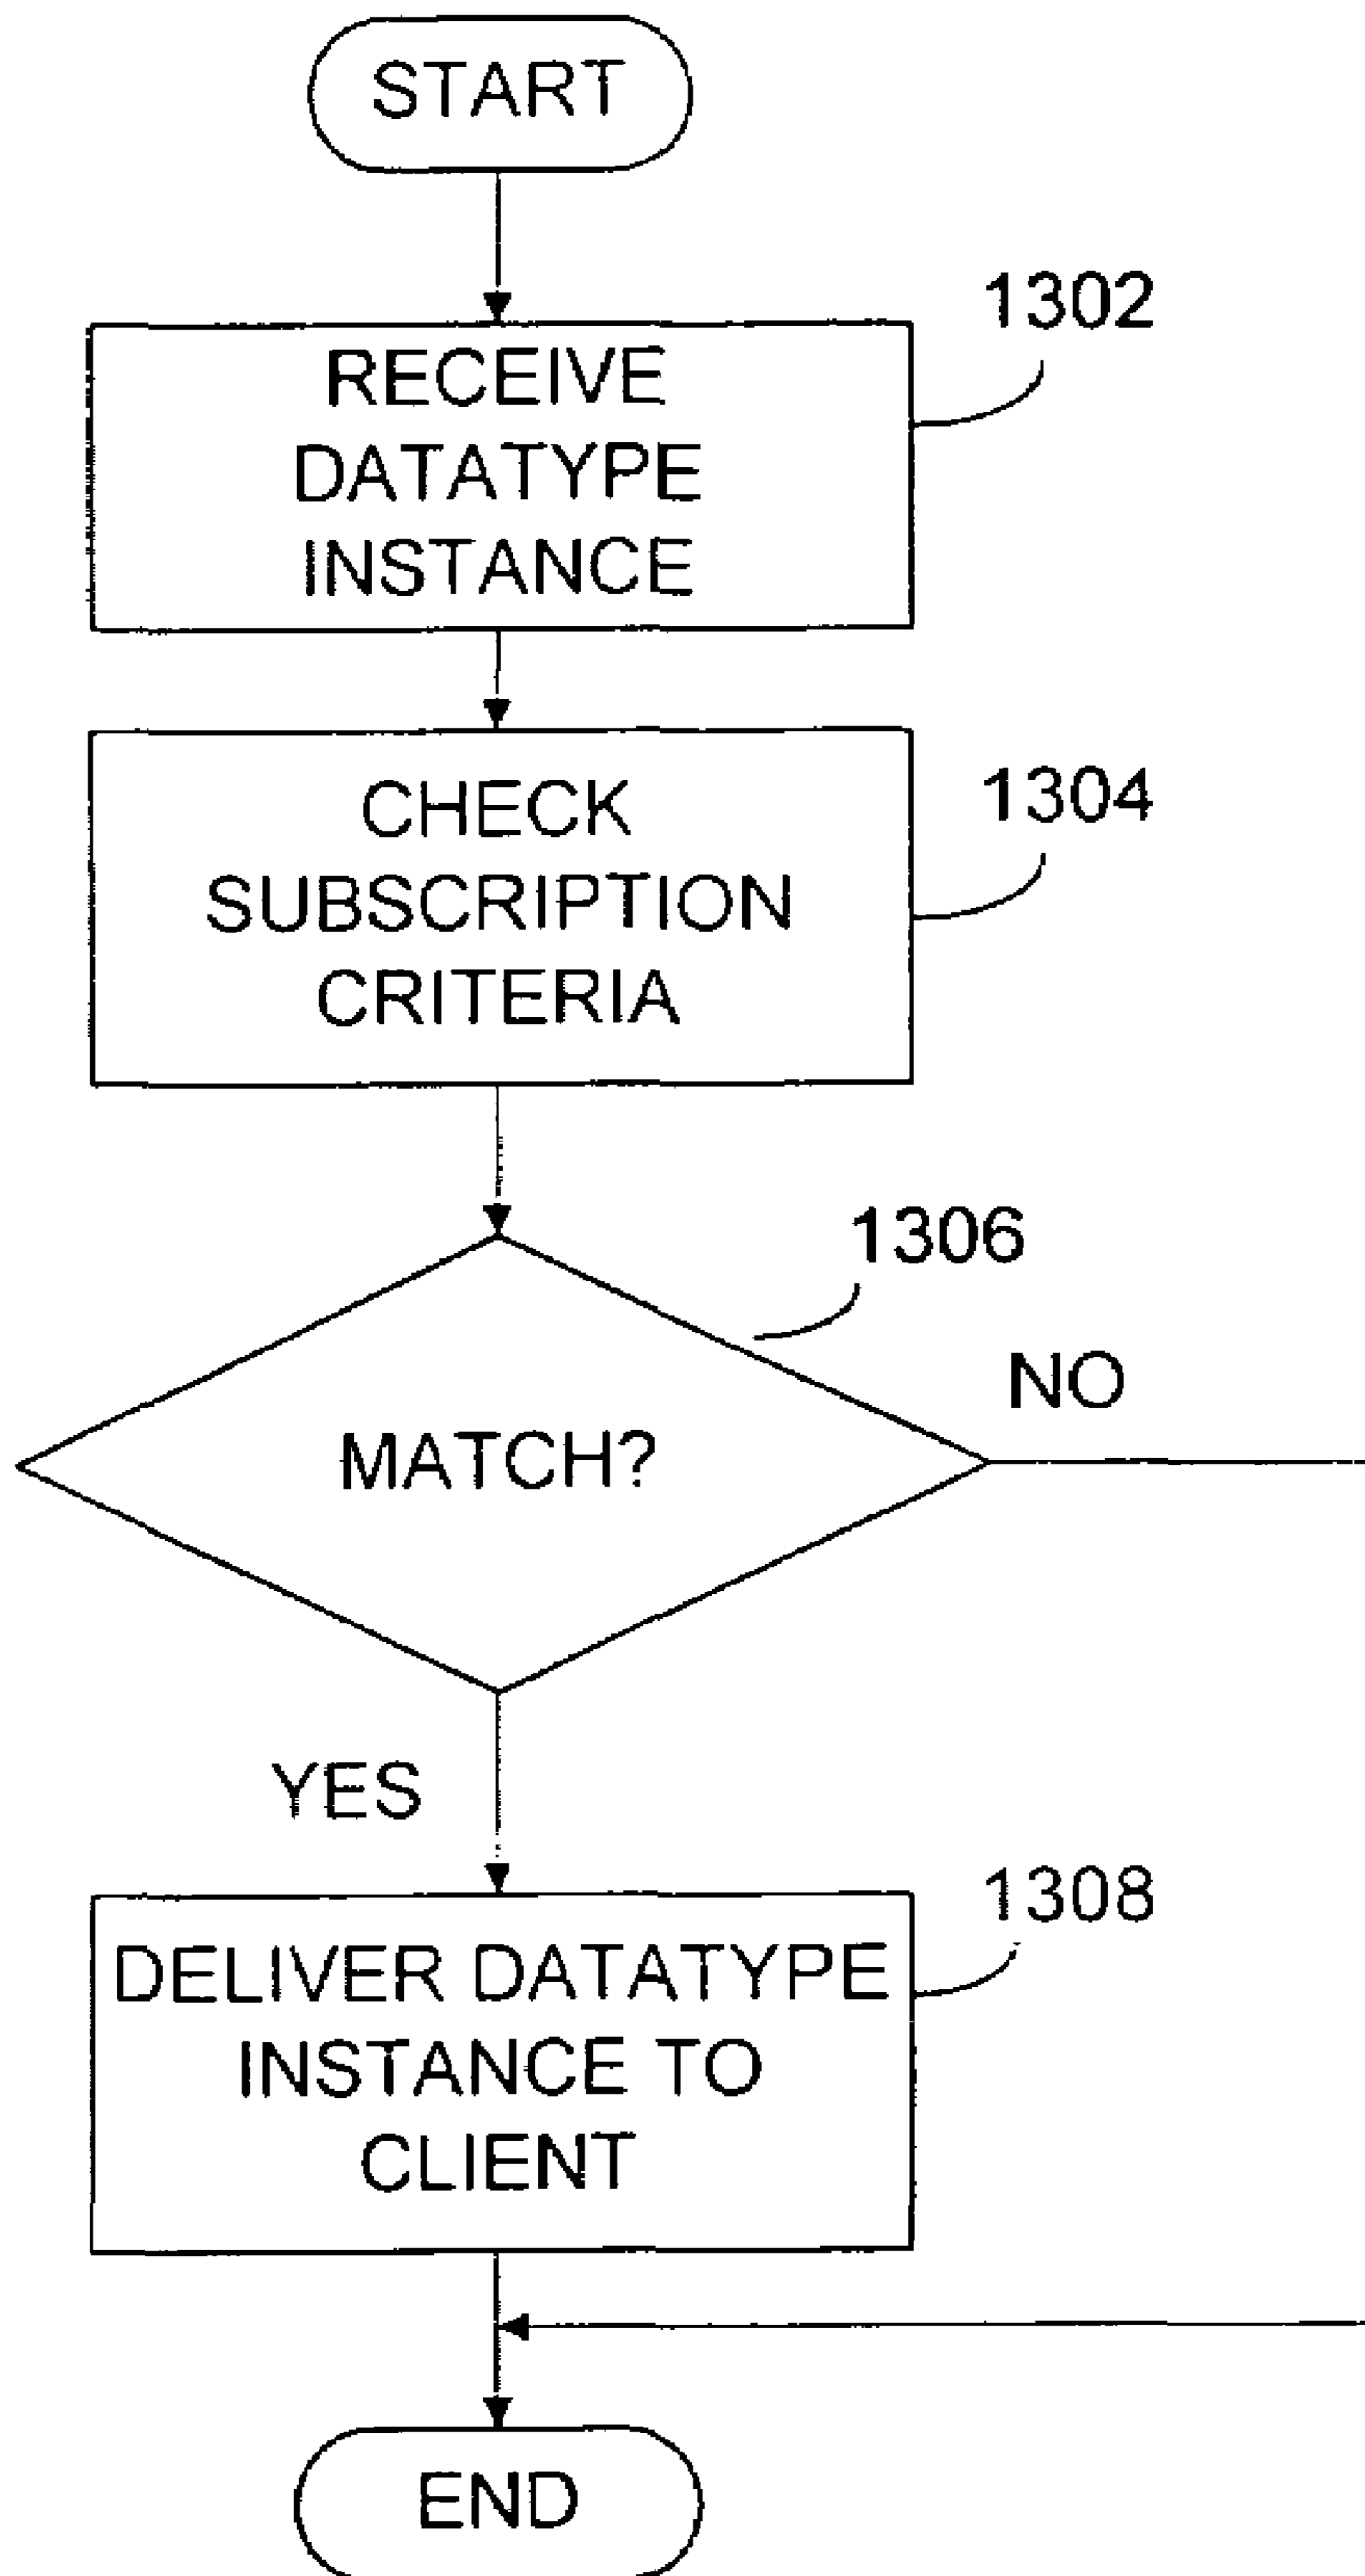 START
1302
RECEIVE
DATATYPE
INSTANCE
1304
CHECK
SUBSCRIPTION
CRITERIA
1306
NO
MATCH?
YES
1308
DELIVER DATATYPE
INSTANCE TO
CLIENT
END